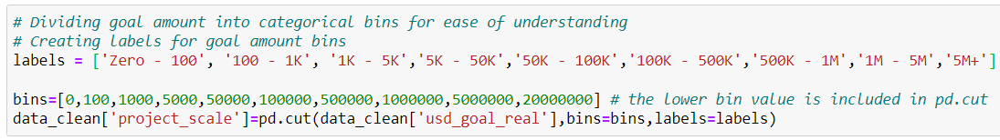 # Dividing goal amount into categorical bins for ease of understanding
# Creating labels for goal amount bins
labels = ['Zero - 100', '100 - 1K', '1K - 5K','5K - 50K','50K - 100K','100K - 500K','500K - 1M','1M - 5M','5M+']
bins=[0,100,1000,5000,50000,100000,500000,1000000,5000000,20000000] # the lower bin value is included in pd.cut
data_clean['project_scale']=pd.cut(data_clean['usd_goal_real'],bins=bins,labels=labels)